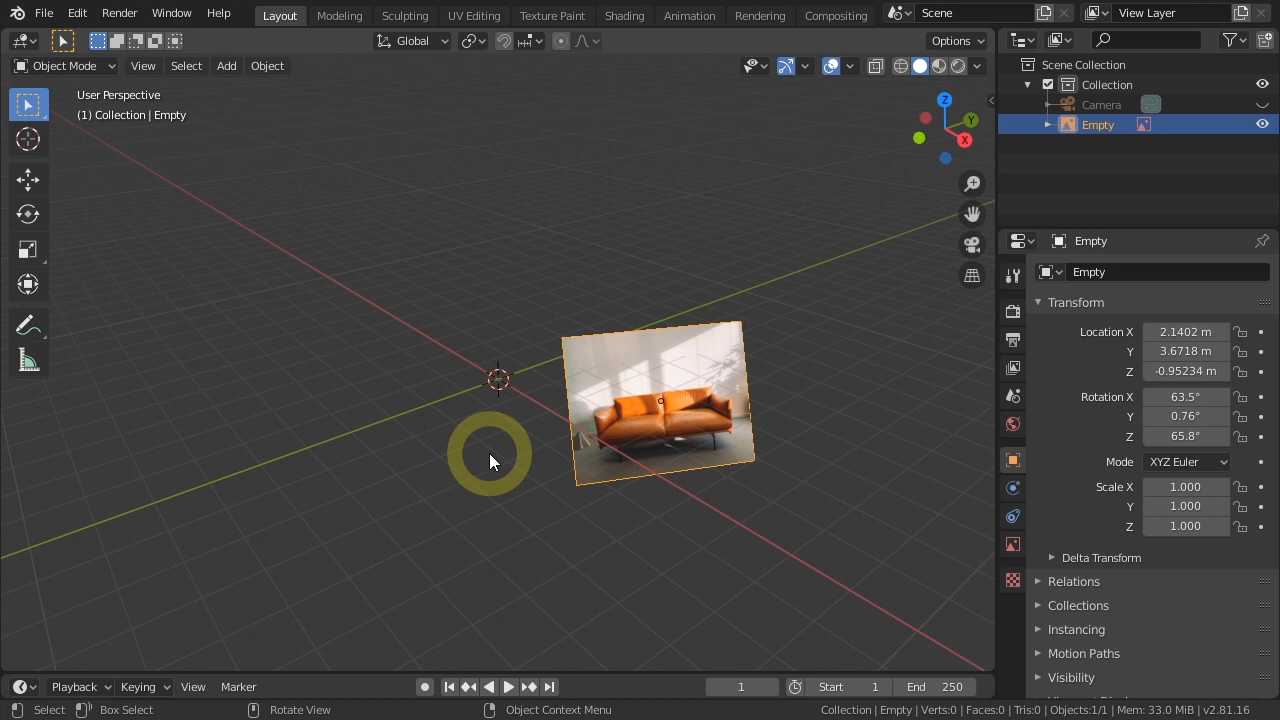 File Edit Render Window Help Layout Modeling Sculpting UV Editing Texture Paint Shading Animation Rendering Compositing Scene View Layer
Global Options
Object Mode View Select Add Object
User Perspective
(1) Collection | Empty
Z
Y
X
Scene Collection
Collection
Camera
Empty
Empty
Empty
Transform
Location X 2.1402 m
Y 3.6718 m
Z -0.95234 m
Rotation X 63.5°
Y 0.76°
Z 65.8°
Mode XYZ Euler
Scale X 1.000
Y 1.000
Z 1.000
Delta Transform
Relations
Collections
Instancing
Motion Paths
Visibility
Playback Keying View Marker 1 Start 1 End 250
Select Box Select Rotate View Object Context Menu Collection | Empty | Verts:0 | Faces:0 | Tris:0 | Objects:1/1 | Mem: 33.0 MiB | v2.81.16